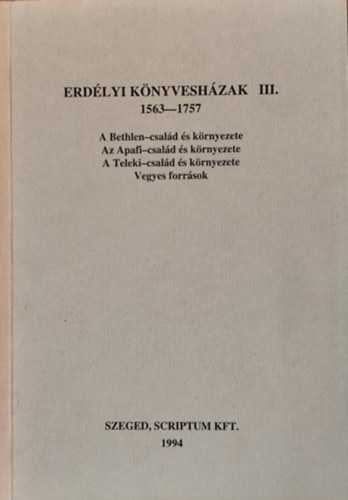 ERDÉLYI KÖNYVESHÁZAK III.
1563—1757
A Bethlen–család és környezete
Az Apafi–család és környezete
A Teleki–család és környezete
Vegyes források
SZEGED, SCRIPTUM KFT.
1994